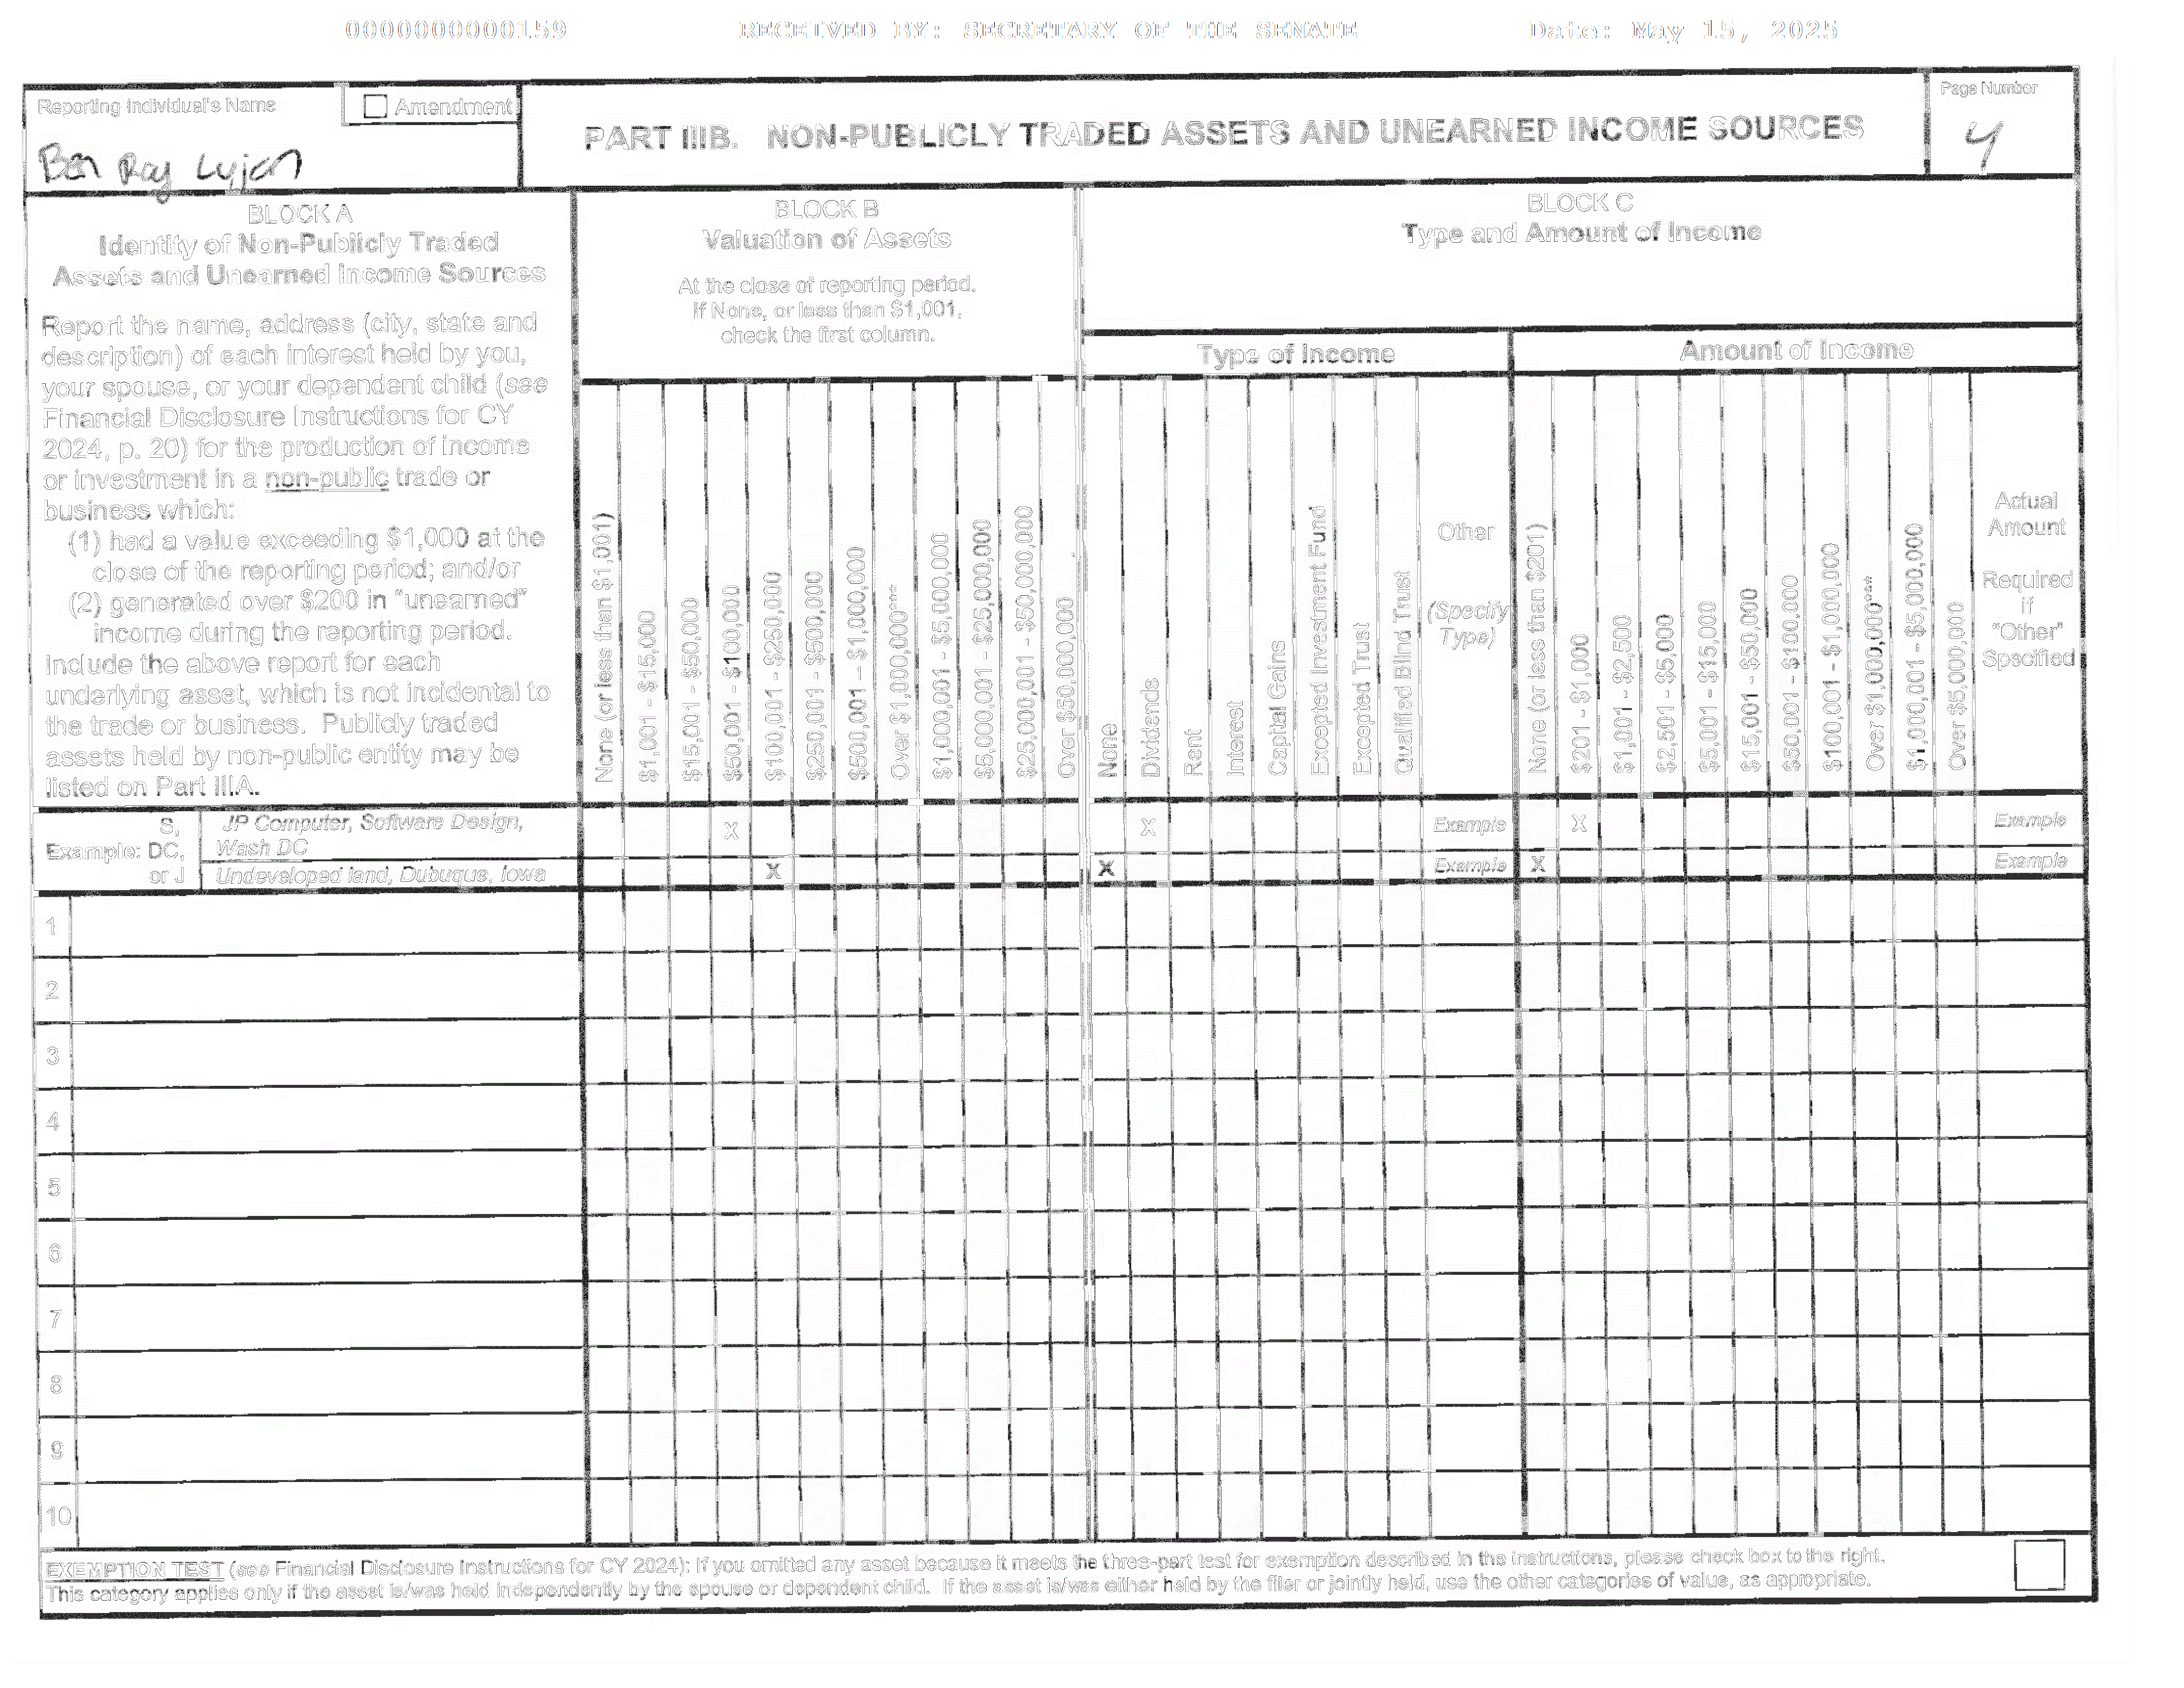 0000000000159 RECEIVED BY: SECRETARY OF THE SENATE Date: May 15, 2025
Reporting Individual's Name
Amendment
PART IIIB. NON-PUBLICLY TRADED ASSETS AND UNEARNED INCOME SOURCES
Page Number
Ben Ray Lujan
4
BLOCK A
Identity of Non-Publicly Traded
Assets and Unearned Income Sources
Report the name, address (city, state and
description) of each interest held by you,
your spouse, or your dependent child (see
Financial Disclosure Instructions for CY
2024, p. 20) for the production of income
or investment in a non-public trade or
business which:
(1) had a value exceeding $1,000 at the
close of the reporting period; and/or
(2) generated over $200 in "unearned"
income during the reporting period.
Include the above report for each
underlying asset, which is not incidental to
the trade or business. Publicly traded
assets held by non-public entity may be
listed on Part IIIA.
BLOCK B
Valuation of Assets
At the close of reporting period.
If None, or less than $1,001,
check the first column.
None (or less than $1,001)
$1,001 - $15,000
$15,001 - $50,000
$50,001 - $100,000
$100,001 - $250,000
$250,001 - $500,000
$500,001 - $1,000,000
Over $1,000,000***
$1,000,001 - $5,000,000
$5,000,001 - $25,000,000
$25,000,001 - $50,000,000
Over $50,000,000
BLOCK C
Type and Amount of Income
Type of Income
None
Dividends
Rent
Interest
Capital Gains
Excepted Investment Fund
Excepted Trust
Qualified Blind Trust
Other
(Specify
Type)
Amount of Income
None (or less than $201)
$201 - $1,000
$1,001 - $2,500
$2,501 - $5,000
$5,001 - $15,000
$15,001 - $50,000
$50,001 - $100,000
$100,001 - $1,000,000
Over $1,000,000***
$1,000,001 - $5,000,000
Over $5,000,000
Actual
Amount
Required
if
"Other"
Specified
Example:
S,
DC,
or J
JP Computer, Software Design,
Wash DC
X X Example X Example
Undeveloped land, Dubuque, Iowa X X Example X Example
1
2
3
4
5
6
7
8
9
10
EXEMPTION TEST (see Financial Disclosure Instructions for CY 2024): If you omitted any asset because it meets the three-part test for exemption described in the instructions, please check box to the right.
This category applies only if the asset is/was held independently by the spouse or dependent child. If the asset is/was either held by the filer or jointly held, use the other categories of value, as appropriate.